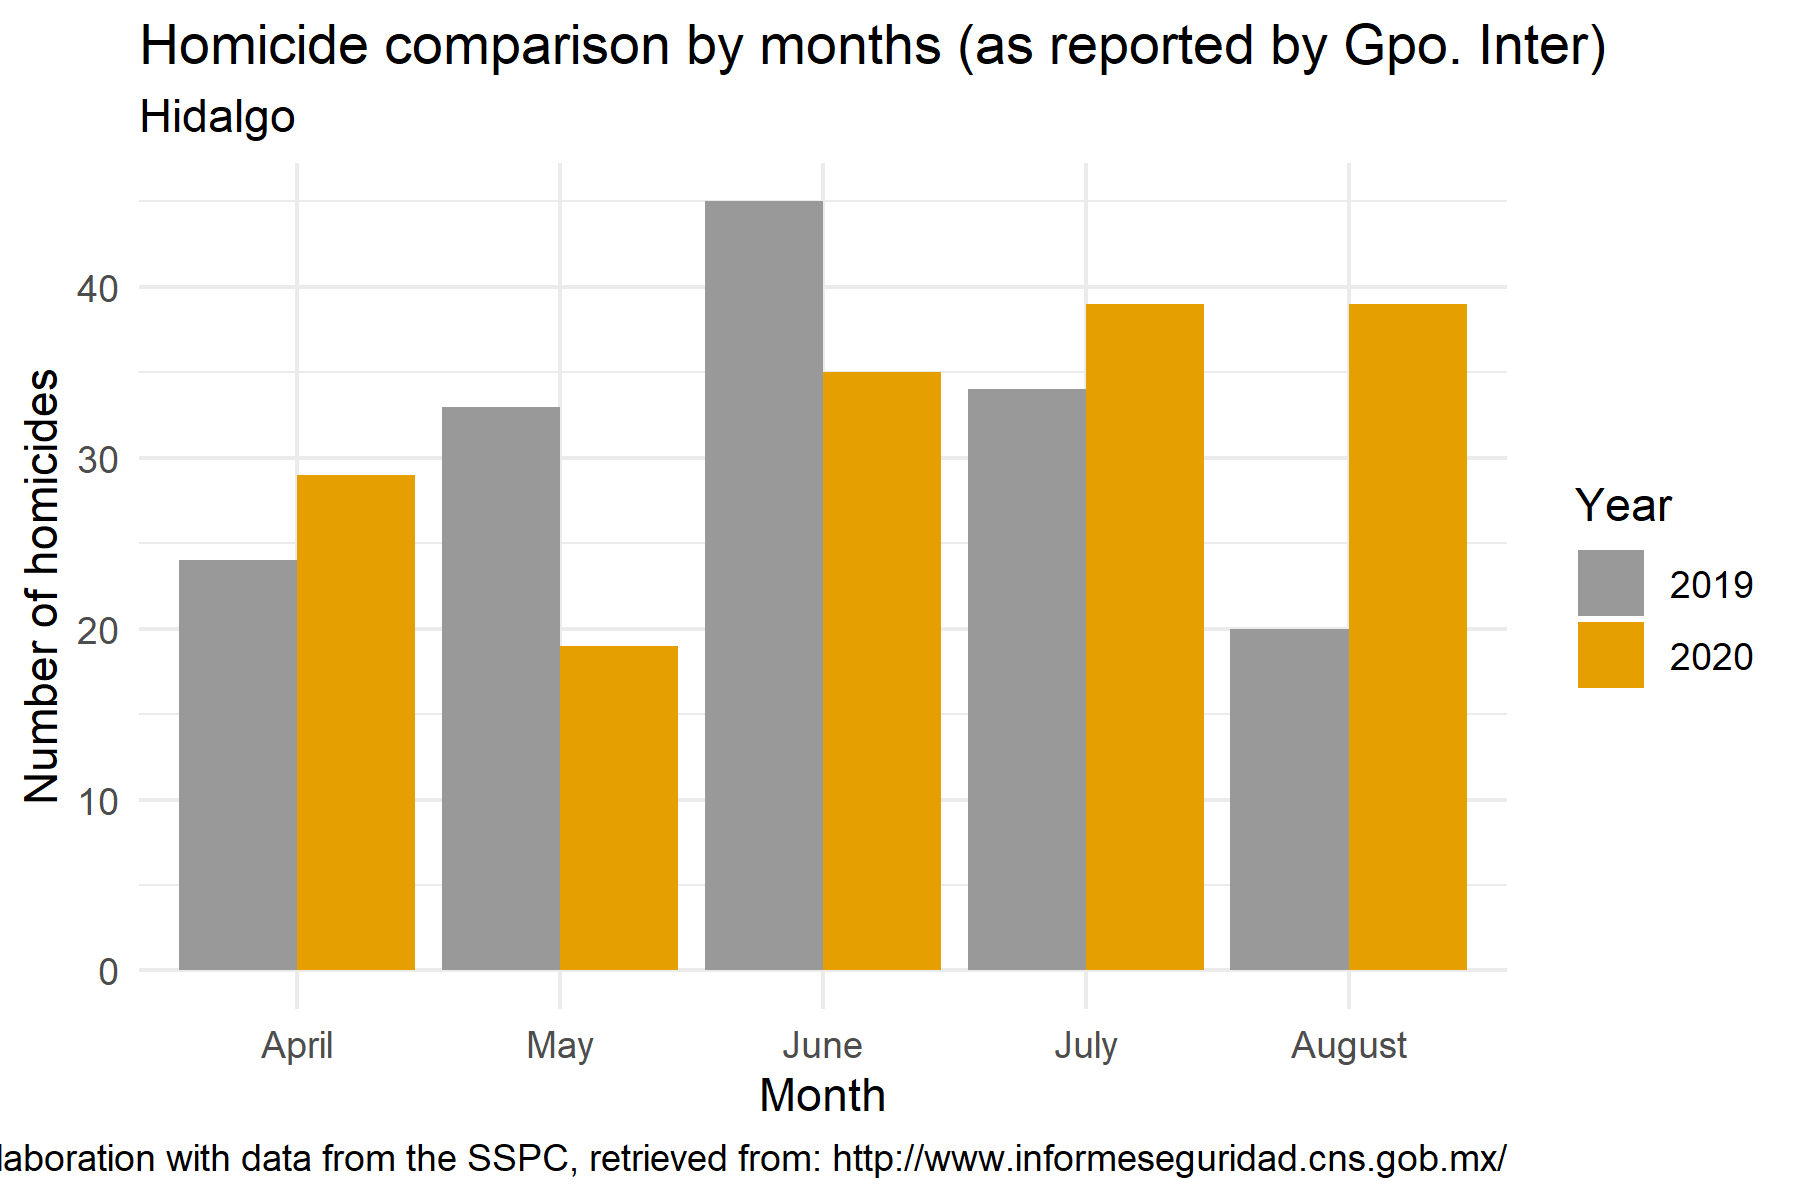 Homicide comparison by months (as reported by Gpo. Inter)
Hidalgo
Number of homicides
40
30
20
10
0
April May June July August
Month
Year
2019
2020
laboration with data from the SSPC, retrieved from: http://www.informeseguridad.cns.gob.mx/